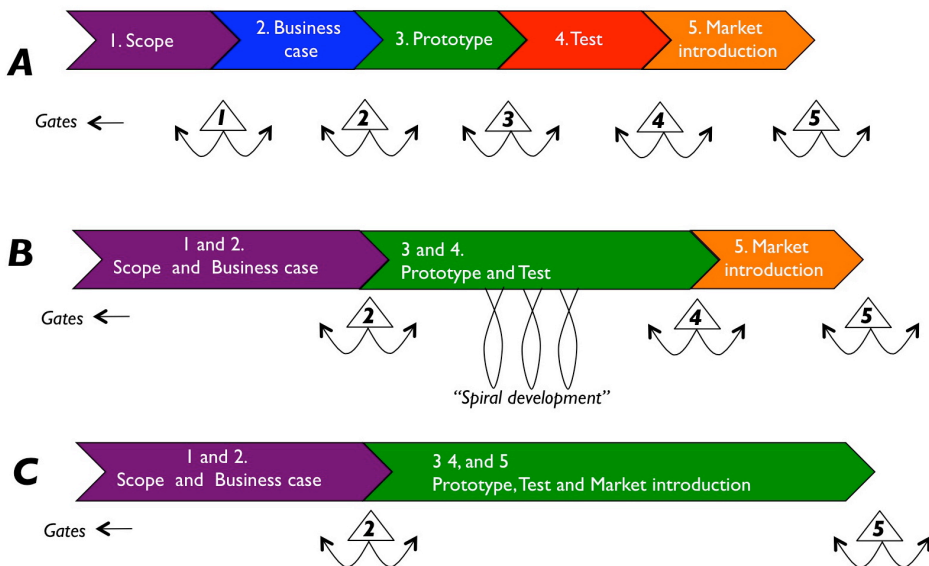 A
1. Scope
2. Business
case
3. Prototype
4. Test
5. Market
introduction
Gates
1
2
3
4
5
B
1 and 2.
Scope and Business case
3 and 4.
Prototype and Test
5. Market
introduction
Gates
2
4
5
“Spiral development”
C
1 and 2.
Scope and Business case
3 4, and 5
Prototype, Test and Market introduction
Gates
2
5